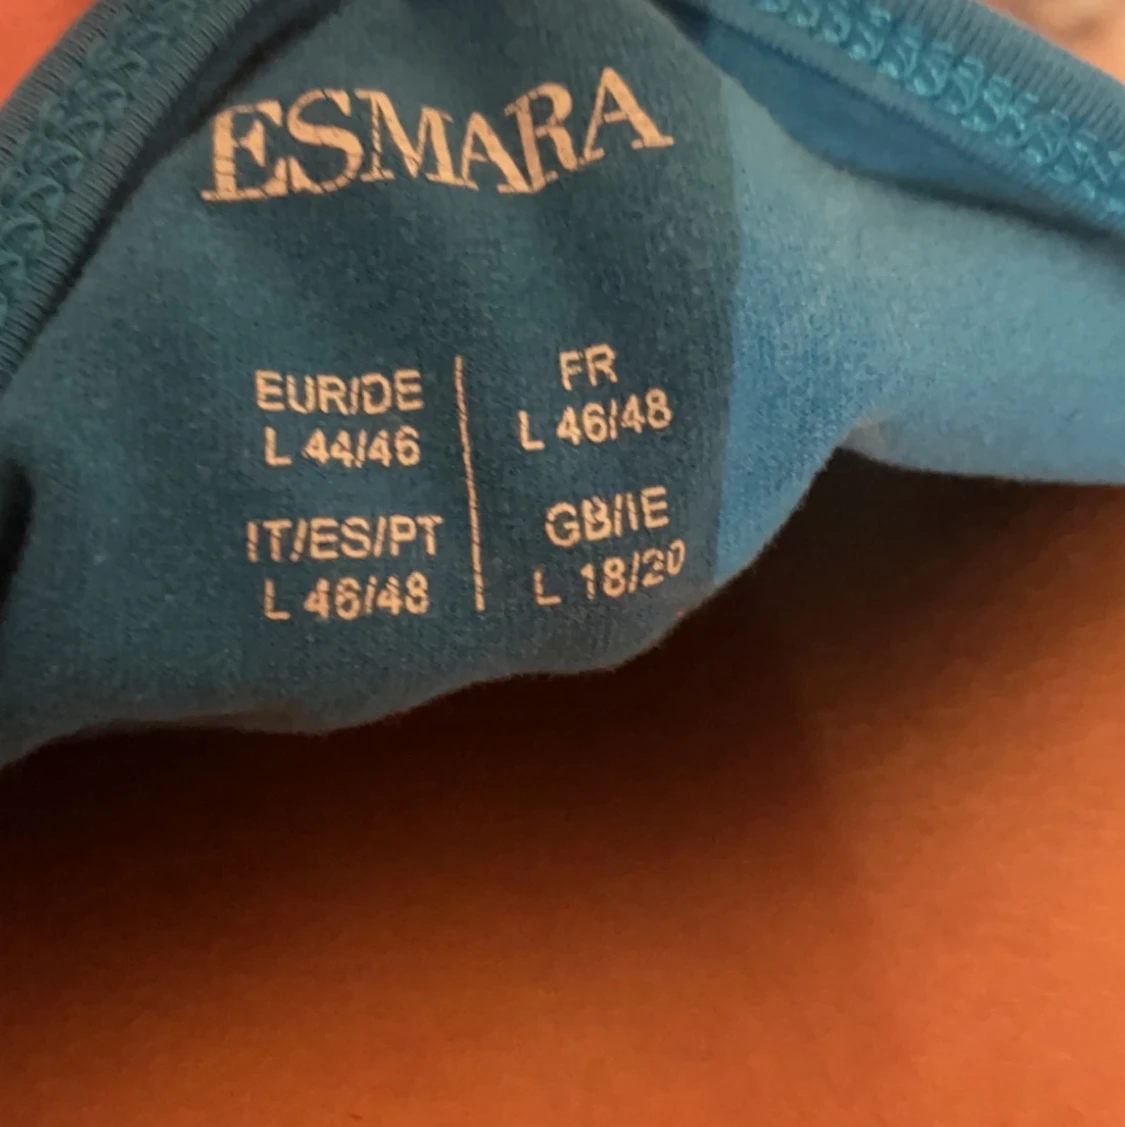 ESMARA
EUR/DE
L 44/46
IT/ES/PT
L 46/48
FR
L 46/48
GB/IE
L 18/20